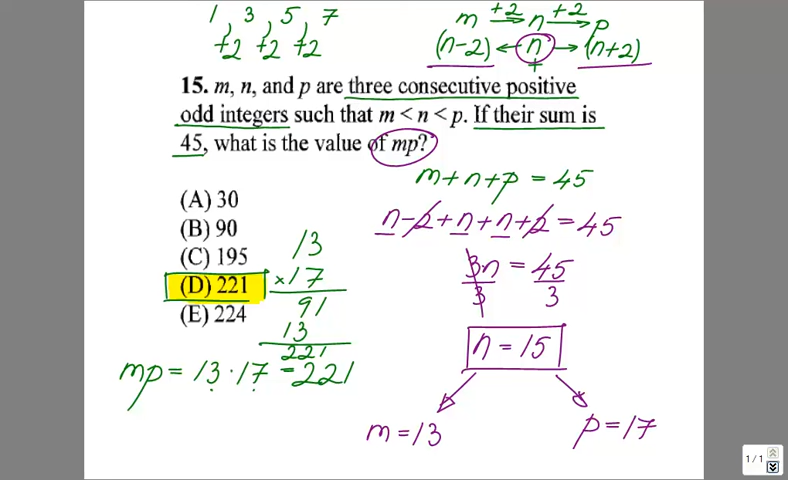 1, 3, 5, 7
+2 +2 +2
m +2 n +2 p
(n-2) n (n+2)
+
15. m, n, and p are three consecutive positive
odd integers such that m < n < p. If their sum is
45, what is the value of mp?
m+n+p = 45
n-2+n+n+2 = 45
3n = 45
3 3
n = 15
m = 13
p = 17
(A) 30
(B) 90
(C) 195
(D) 221
(E) 224
13
×17
91
13
221
mp = 13 · 17 = 221
1 / 1